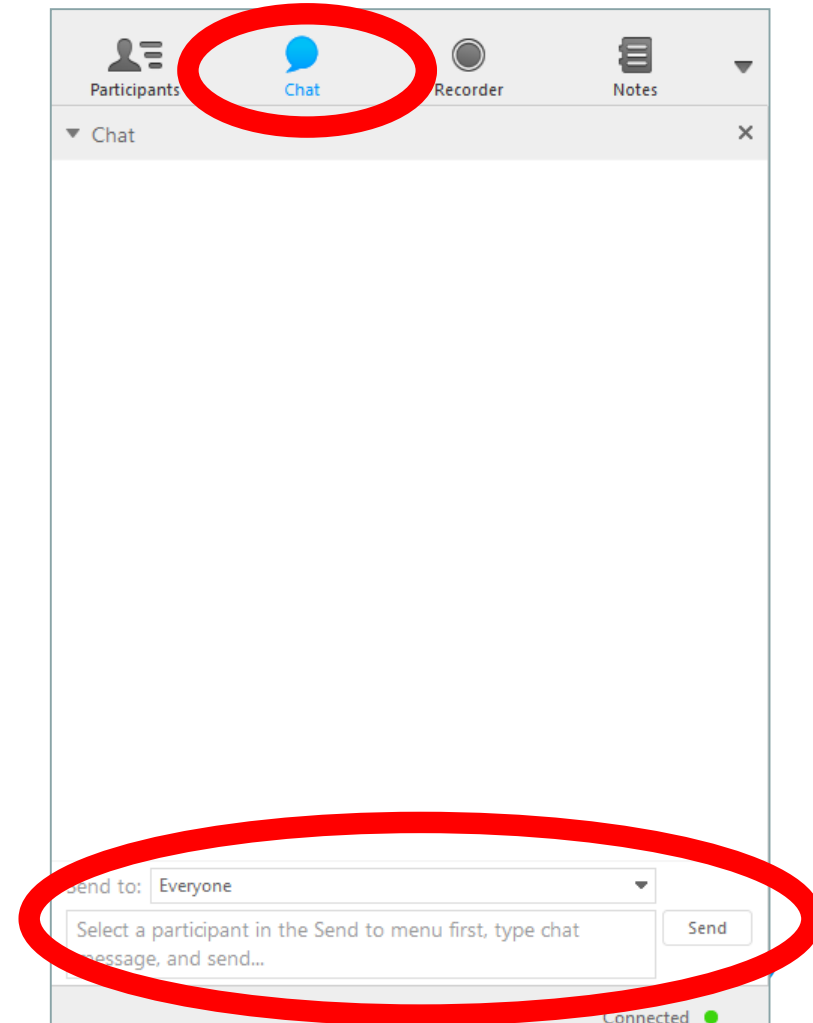 Participants Chat Recorder Notes
Chat
Send to: Everyone
Select a participant in the Send to menu first, type chat
message, and send...
Send
Connected